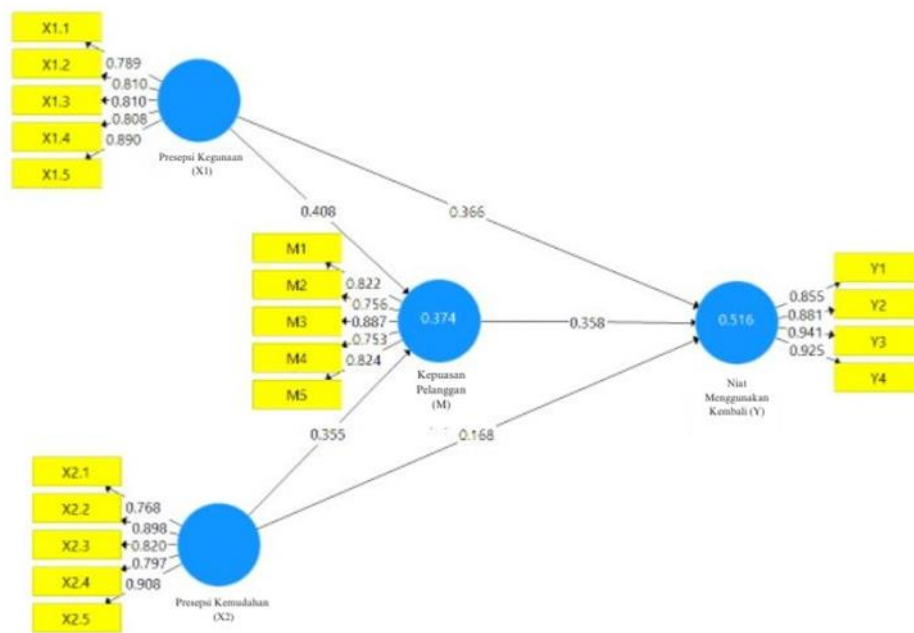 X1.1
X1.2
X1.3
X1.4
X1.5
0.789
0.810
0.810
0.808
0.890
Presepsi Kegunaan
(X1)
0.408
0.366
M1
M2
M3
M4
M5
0.822
0.756
0.887
0.753
0.824
0.374
Kepuasan
Pelanggan
(M)
0.358
0.516
Niat
Menggunakan
Kembali (Y)
0.855
0.881
0.941
0.925
Y1
Y2
Y3
Y4
0.355
0.168
X2.1
X2.2
X2.3
X2.4
X2.5
0.768
0.898
0.820
0.797
0.908
Presepsi Kemudahan
(X2)